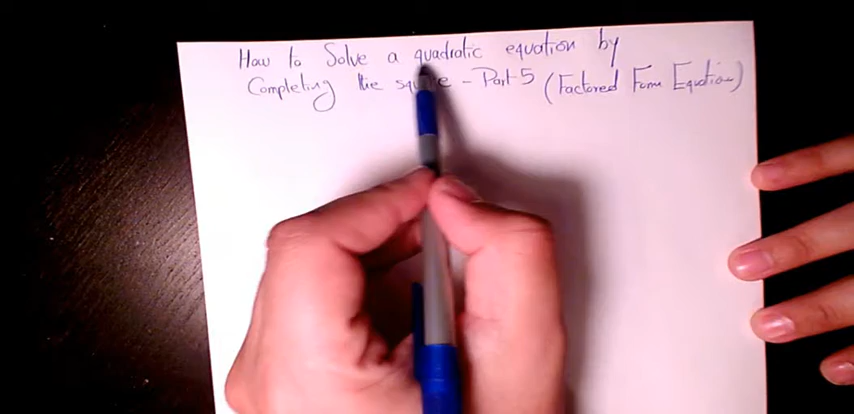 How to Solve a quadratic equation by
Completing the square - Part 5 (Factored Form Equation)